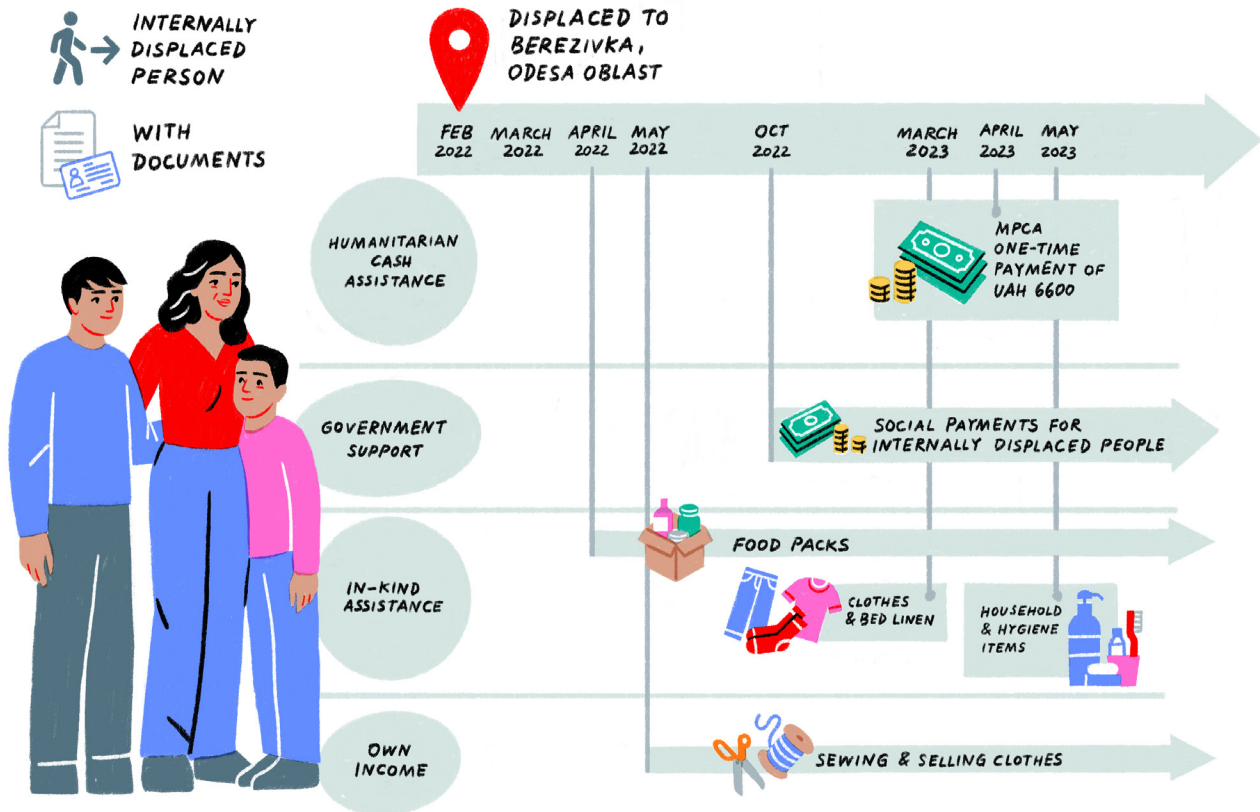 INTERNALLY
DISPLACED
PERSON
WITH
DOCUMENTS
DISPLACED TO
BEREZIVKA,
ODESA OBLAST
FEB
2022
MARCH
2022
APRIL
2022
MAY
2022
OCT
2022
MARCH
2023
APRIL
2023
MAY
2023
HUMANITARIAN
CASH
ASSISTANCE
MPCA
ONE-TIME
PAYMENT OF
UAH 6600
GOVERNMENT
SUPPORT
SOCIAL PAYMENTS FOR
INTERNALLY DISPLACED PEOPLE
IN-KIND
ASSISTANCE
FOOD PACKS
CLOTHES
& BED LINEN
HOUSEHOLD
& HYGIENE
ITEMS
OWN
INCOME
SEWING & SELLING CLOTHES